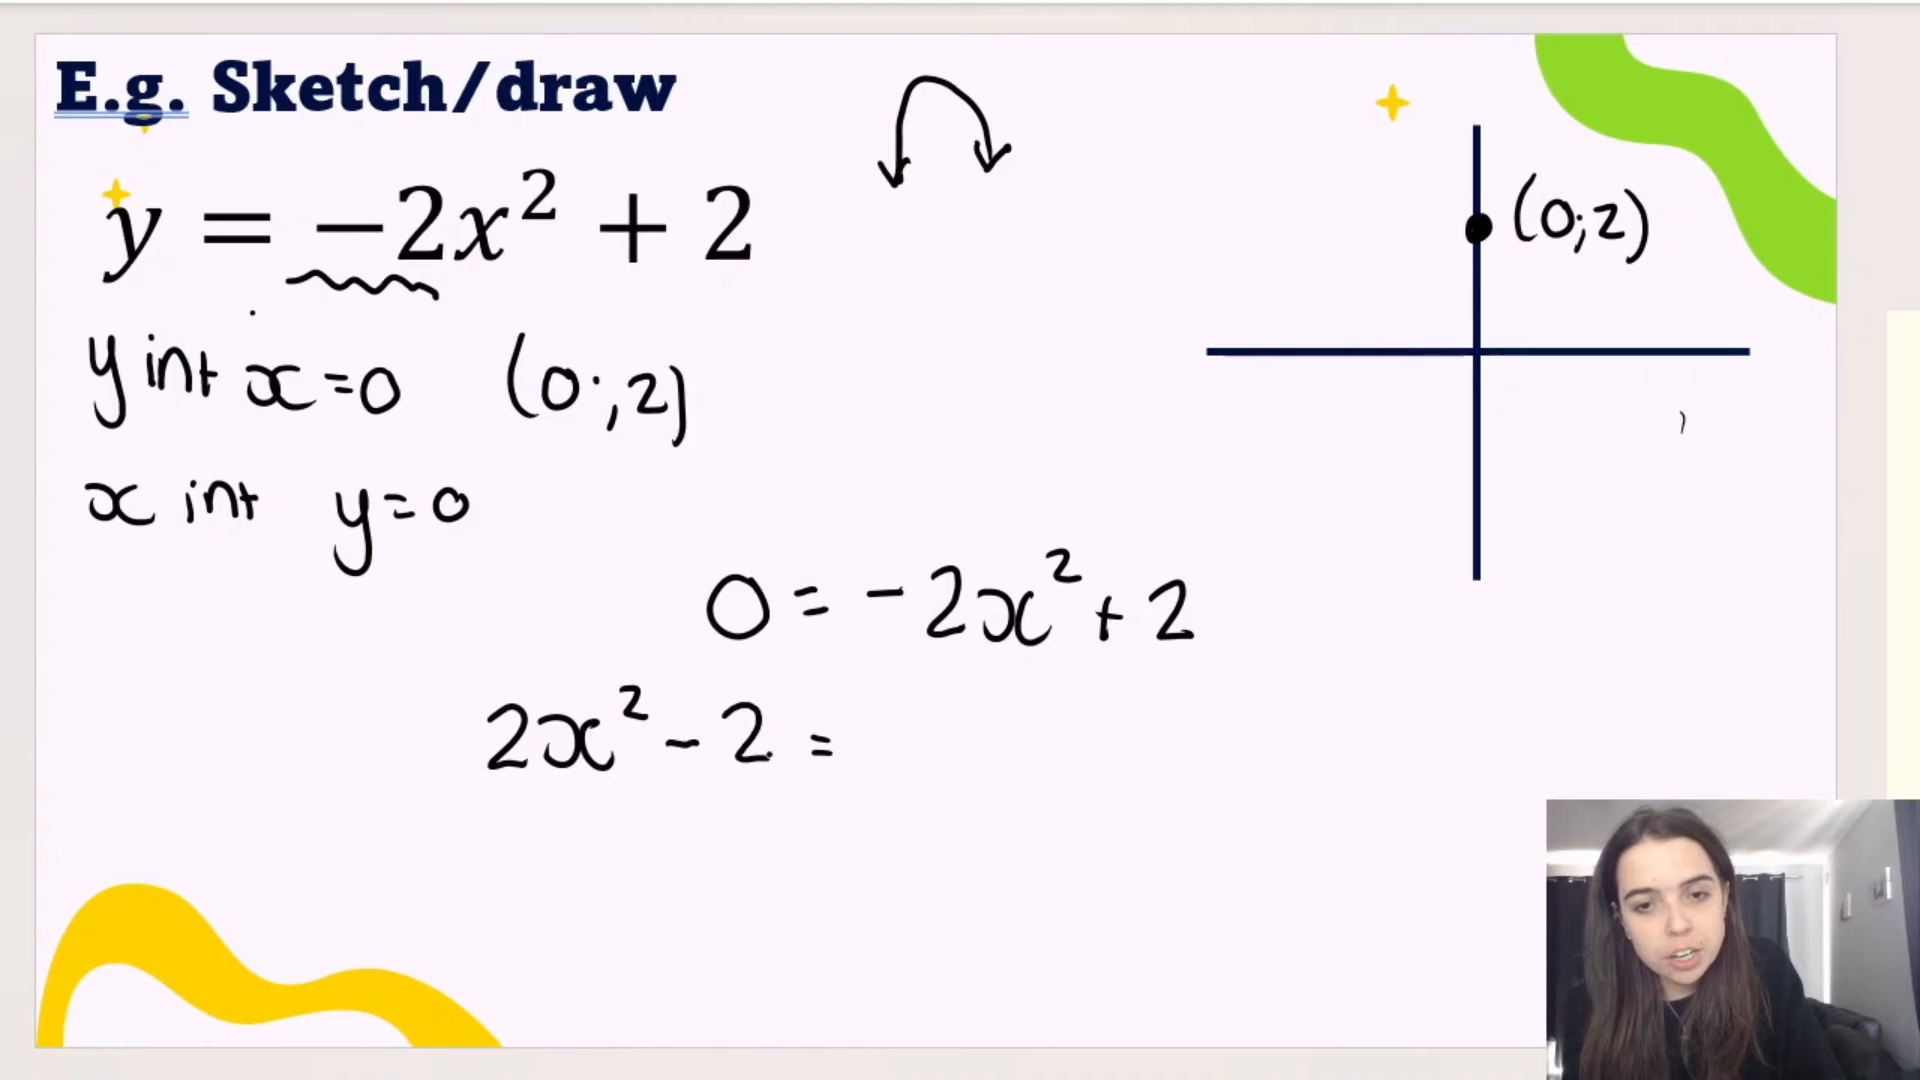 E.g. Sketch/draw
y = −2x² + 2
(0;2)
y int x=0 (0;2)
x int y=0
0 = -2x² + 2
2x² - 2 =